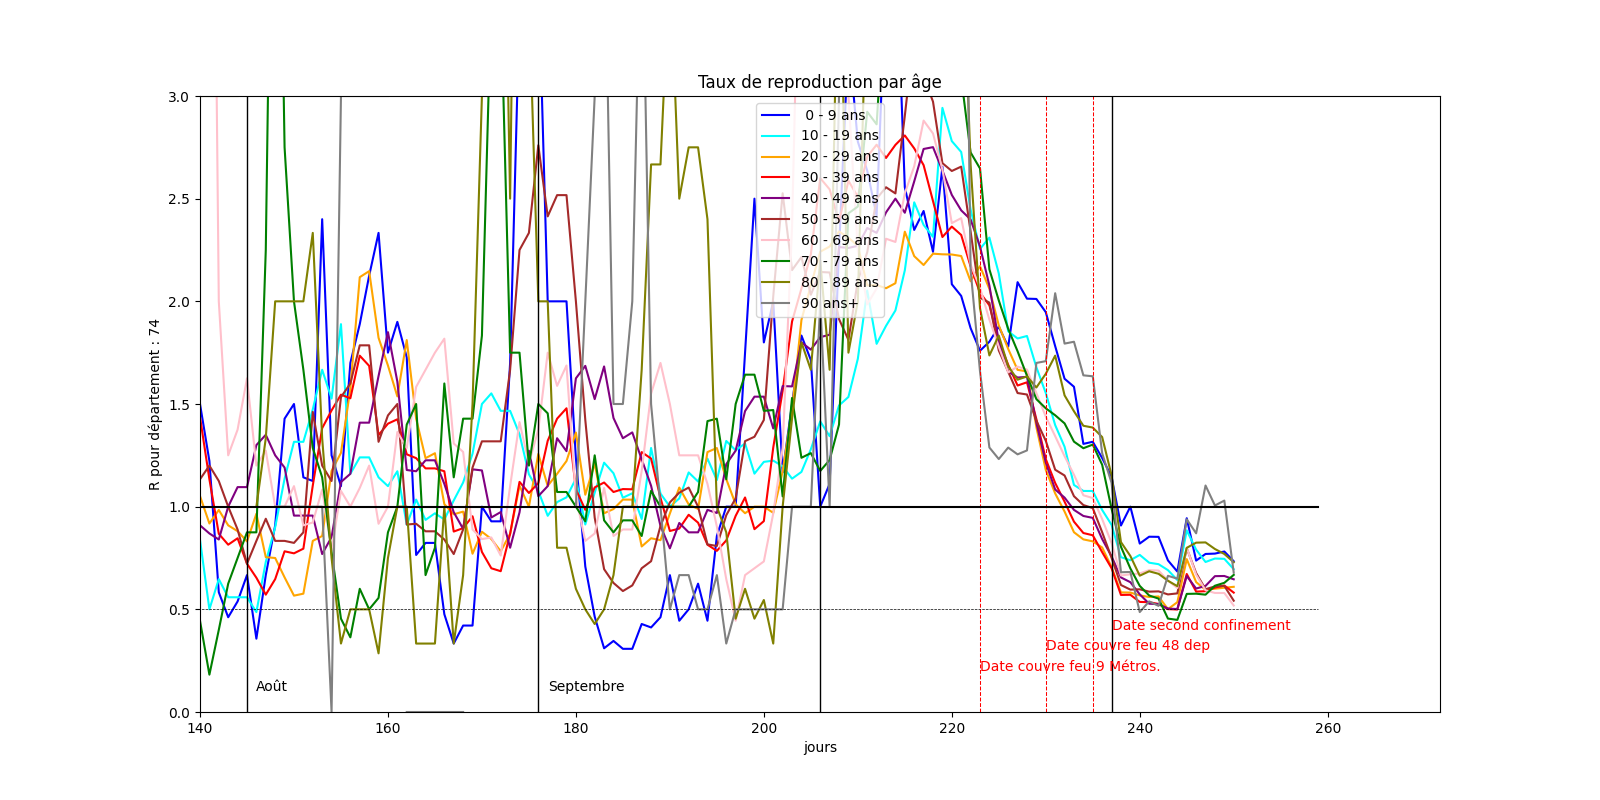 Taux de reproduction par âge
3.0
2.5
2.0
1.5
1.0
0.5
0.0
R pour département : 74
0 - 9 ans
10 - 19 ans
20 - 29 ans
30 - 39 ans
40 - 49 ans
50 - 59 ans
60 - 69 ans
70 - 79 ans
80 - 89 ans
90 ans+
Date second confinement
Date couvre feu 48 dep
Date couvre feu 9 Métros.
Août
Septembre
140
160
180
200
220
240
260
jours